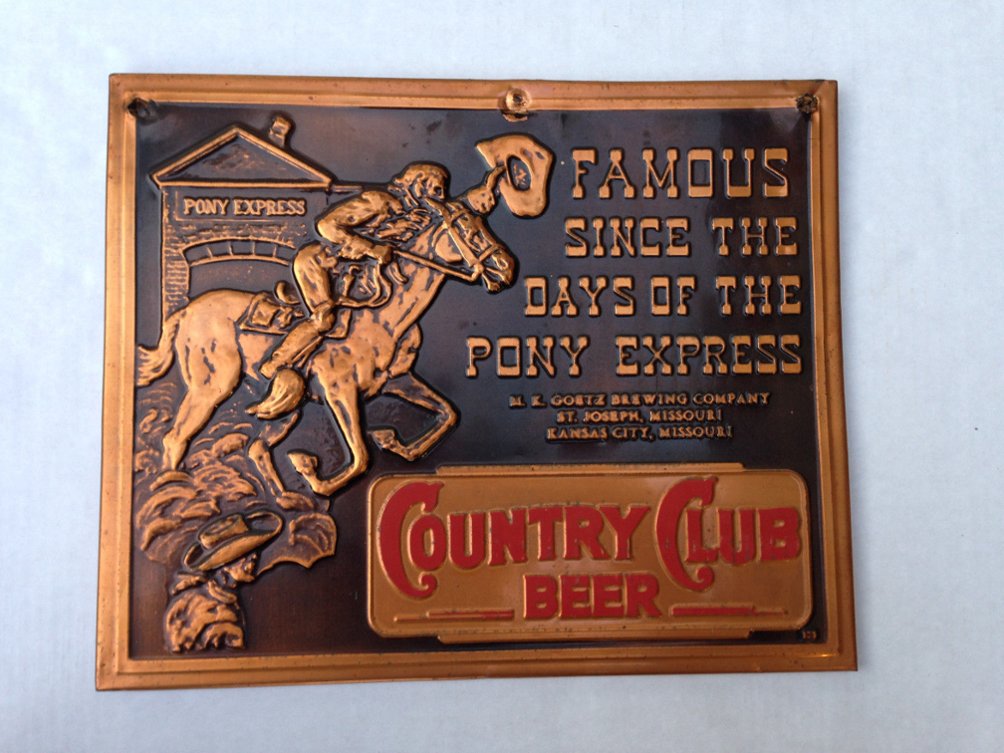 PONY EXPRESS
FAMOUS
SINCE THE
DAYS OF THE
PONY EXPRESS
M. K. GOETZ BREWING COMPANY
ST. JOSEPH, MISSOURI
KANSAS CITY, MISSOURI
COUNTRY CLUB
BEER